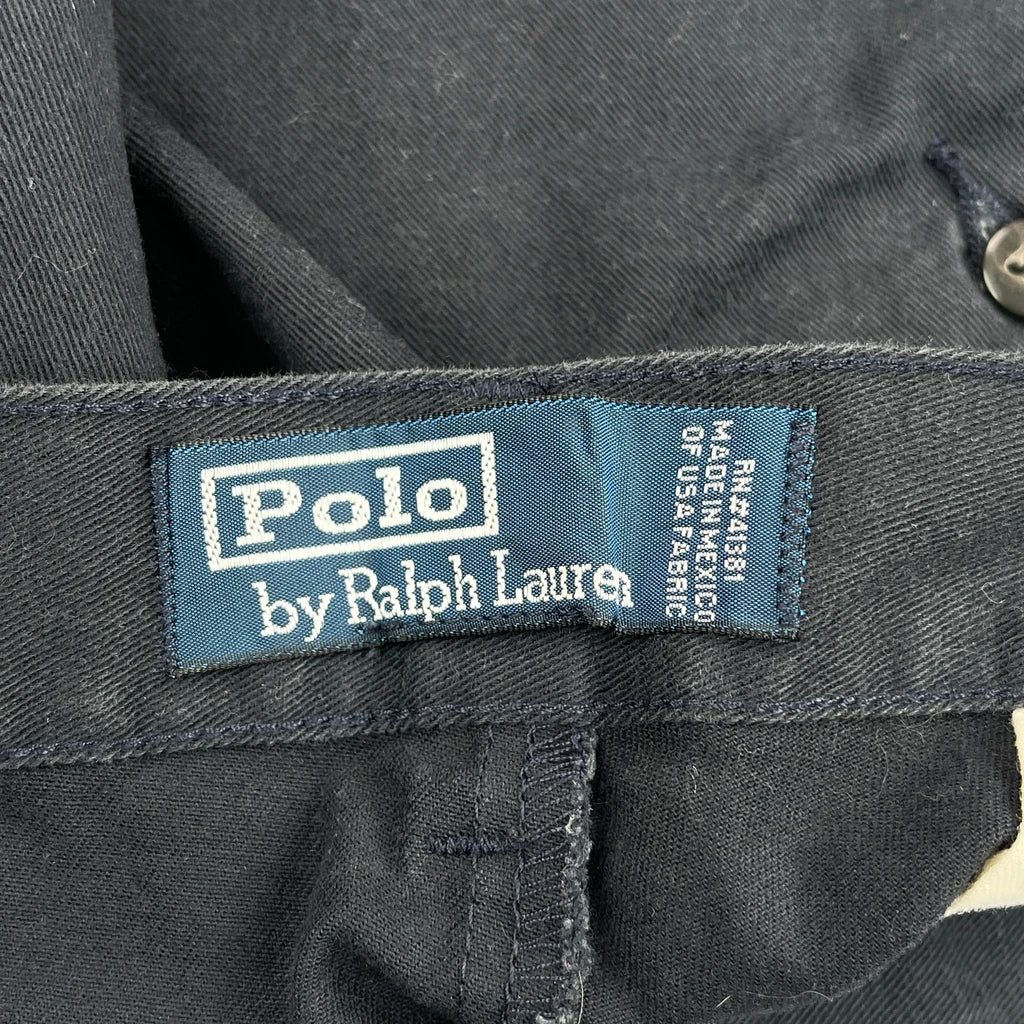 Polo
by Ralph Lauren
RN#41381
MADE IN MEXICO
OF USA FABRIC